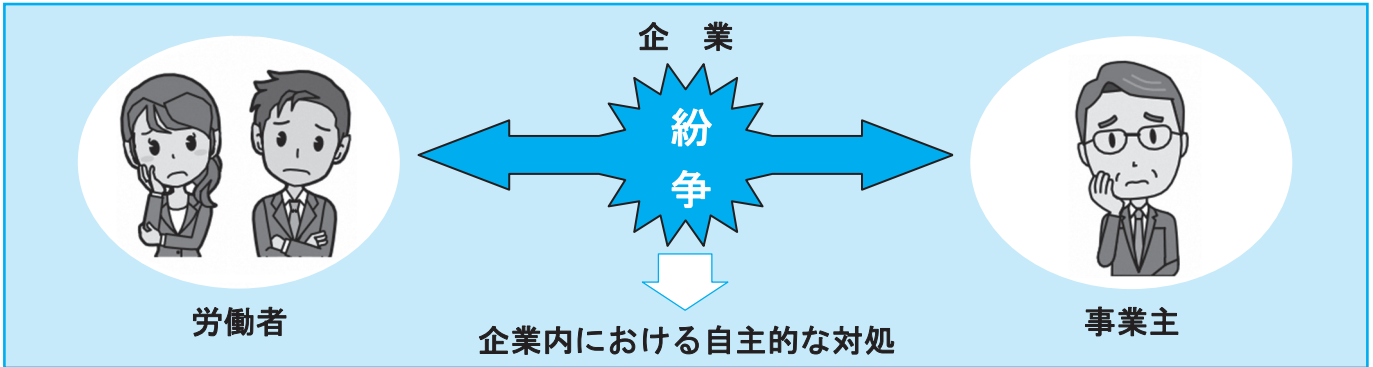 企　業
紛
争
労働者
事業主
企業内における自主的な対処